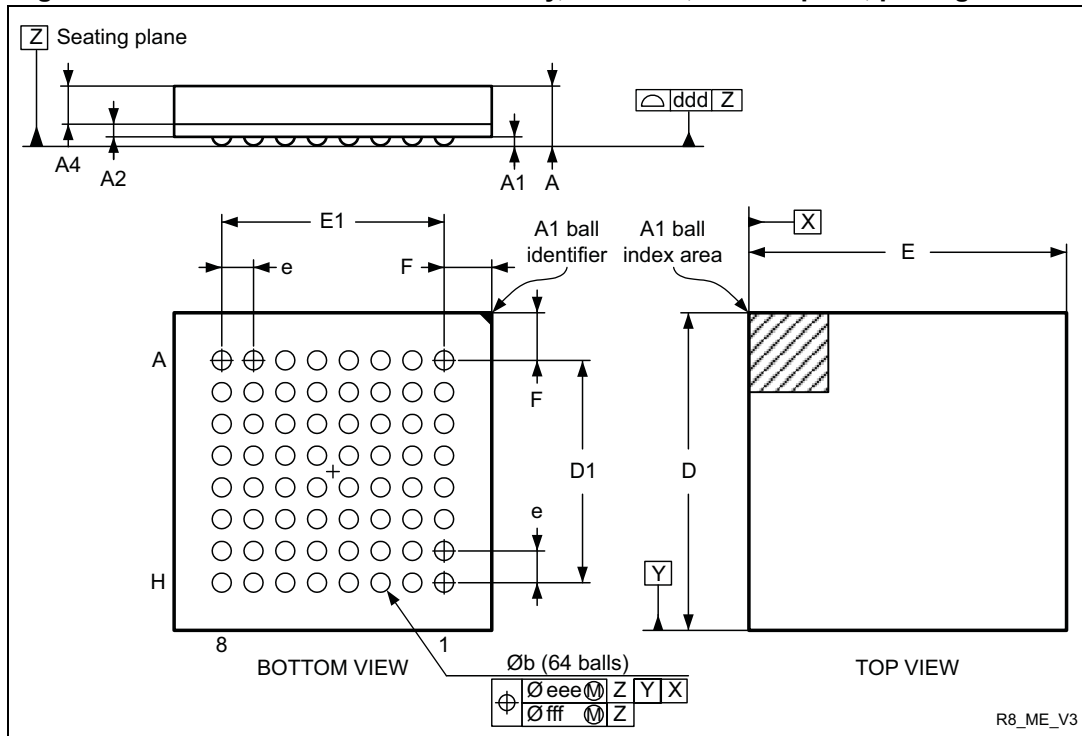 Z Seating plane
ddd Z
A4
A2
A1
A
E1
e
F
A1 ball
identifier
A1 ball
index area
X
E
A
F
D1
D
e
H
Y
8
1
BOTTOM VIEW
Øb (64 balls)
TOP VIEW
Ø eee Ⓜ Z Y X
Ø fff Ⓜ Z
R8_ME_V3